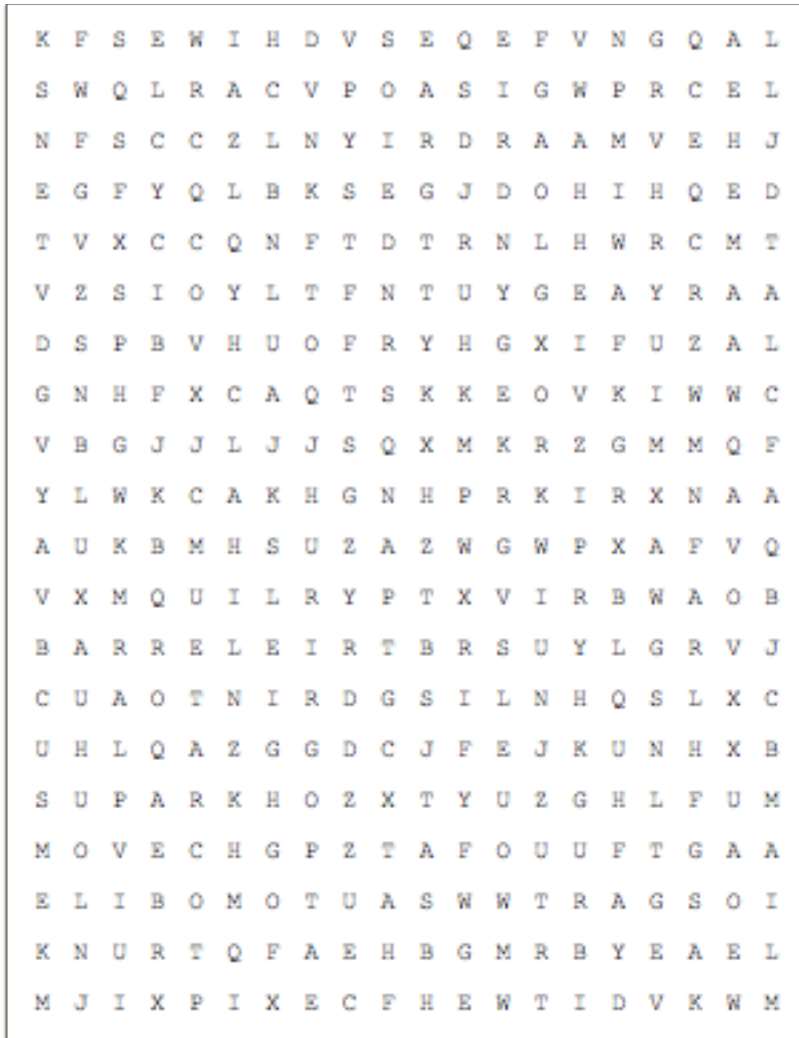 K F S E W I H D V S E Q E F V N G Q A L
S W Q L R A C V P O A S I G W P R C E L
N F S C C Z L N Y I R D R A A M V E H J
E G F Y Q L B K S E G J D O H I H Q E D
T V X C C Q N F T D T R N L H W R C M T
V Z S I O Y L T F N T U Y G E A Y R A A
D S P B V H U O F R Y H G X I F U Z A L
G N H F X C A Q T S K K E O V K I W W C
V B G J J L J J S Q X M K R Z G M M Q F
Y L W K C A K H G N H P R K I R X N A A
A U K B M H S U Z A Z W G W P X A F V Q
V X M Q U I L R Y P T X V I R B W A O B
B A R R E L E I R T B R S U Y L G R V J
C U A O T N I R D G S I L N H Q S L X C
U H L Q A Z G G D C J F E J K U N H X B
S U P A R K H O Z X T Y U Z G H L F U M
M O V E C H G P Z T A F O U U F T G A A
E L I B O M O T U A S W W T R A G S O I
K N U R T Q F A E H B G M R B Y E A E L
M J I X P I X E C F H E W T I D V K W M